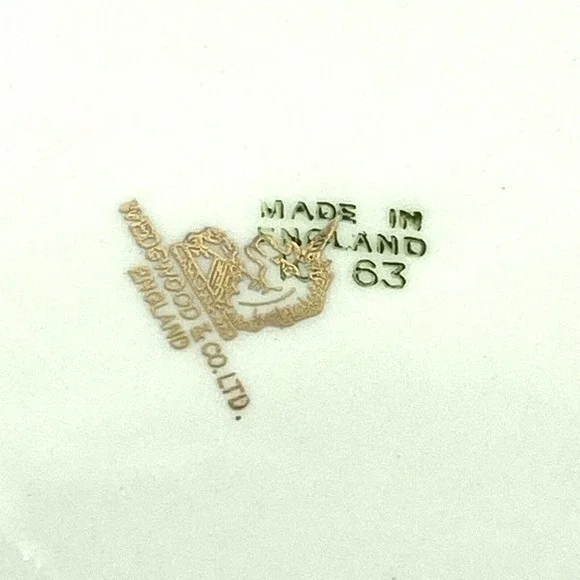 MADE IN
ENGLAND
63
WEDGWOOD & CO. LTD.
ENGLAND